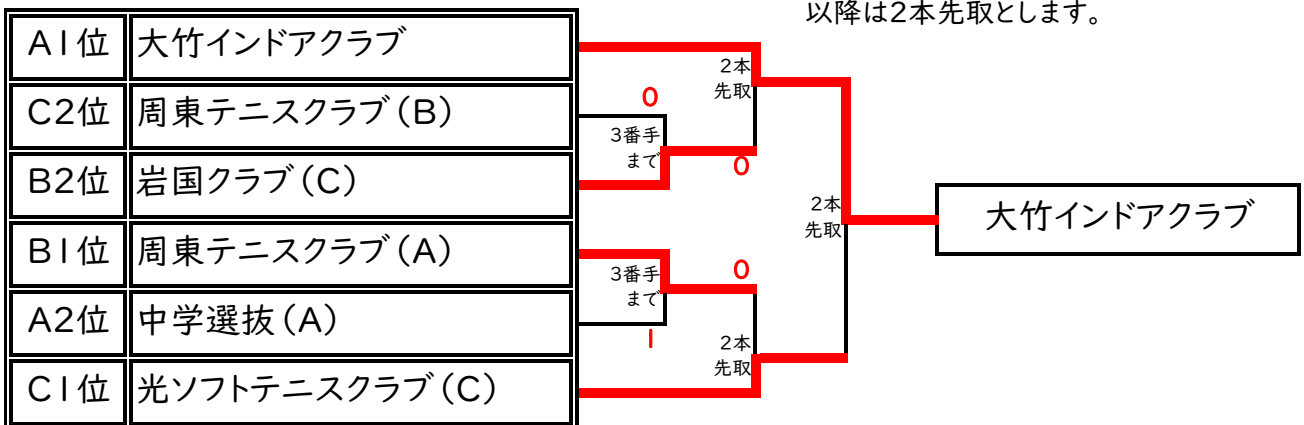 以降は2本先取とします。
A1位 大竹インドアクラブ
C2位 周東テニスクラブ(B)
B2位 岩国クラブ(C)
B1位 周東テニスクラブ(A)
A2位 中学選抜(A)
C1位 光ソフトテニスクラブ(C)
2本
先取
0
3番手
まで
0
2本
先取
大竹インドアクラブ
0
3番手
まで
1
2本
先取